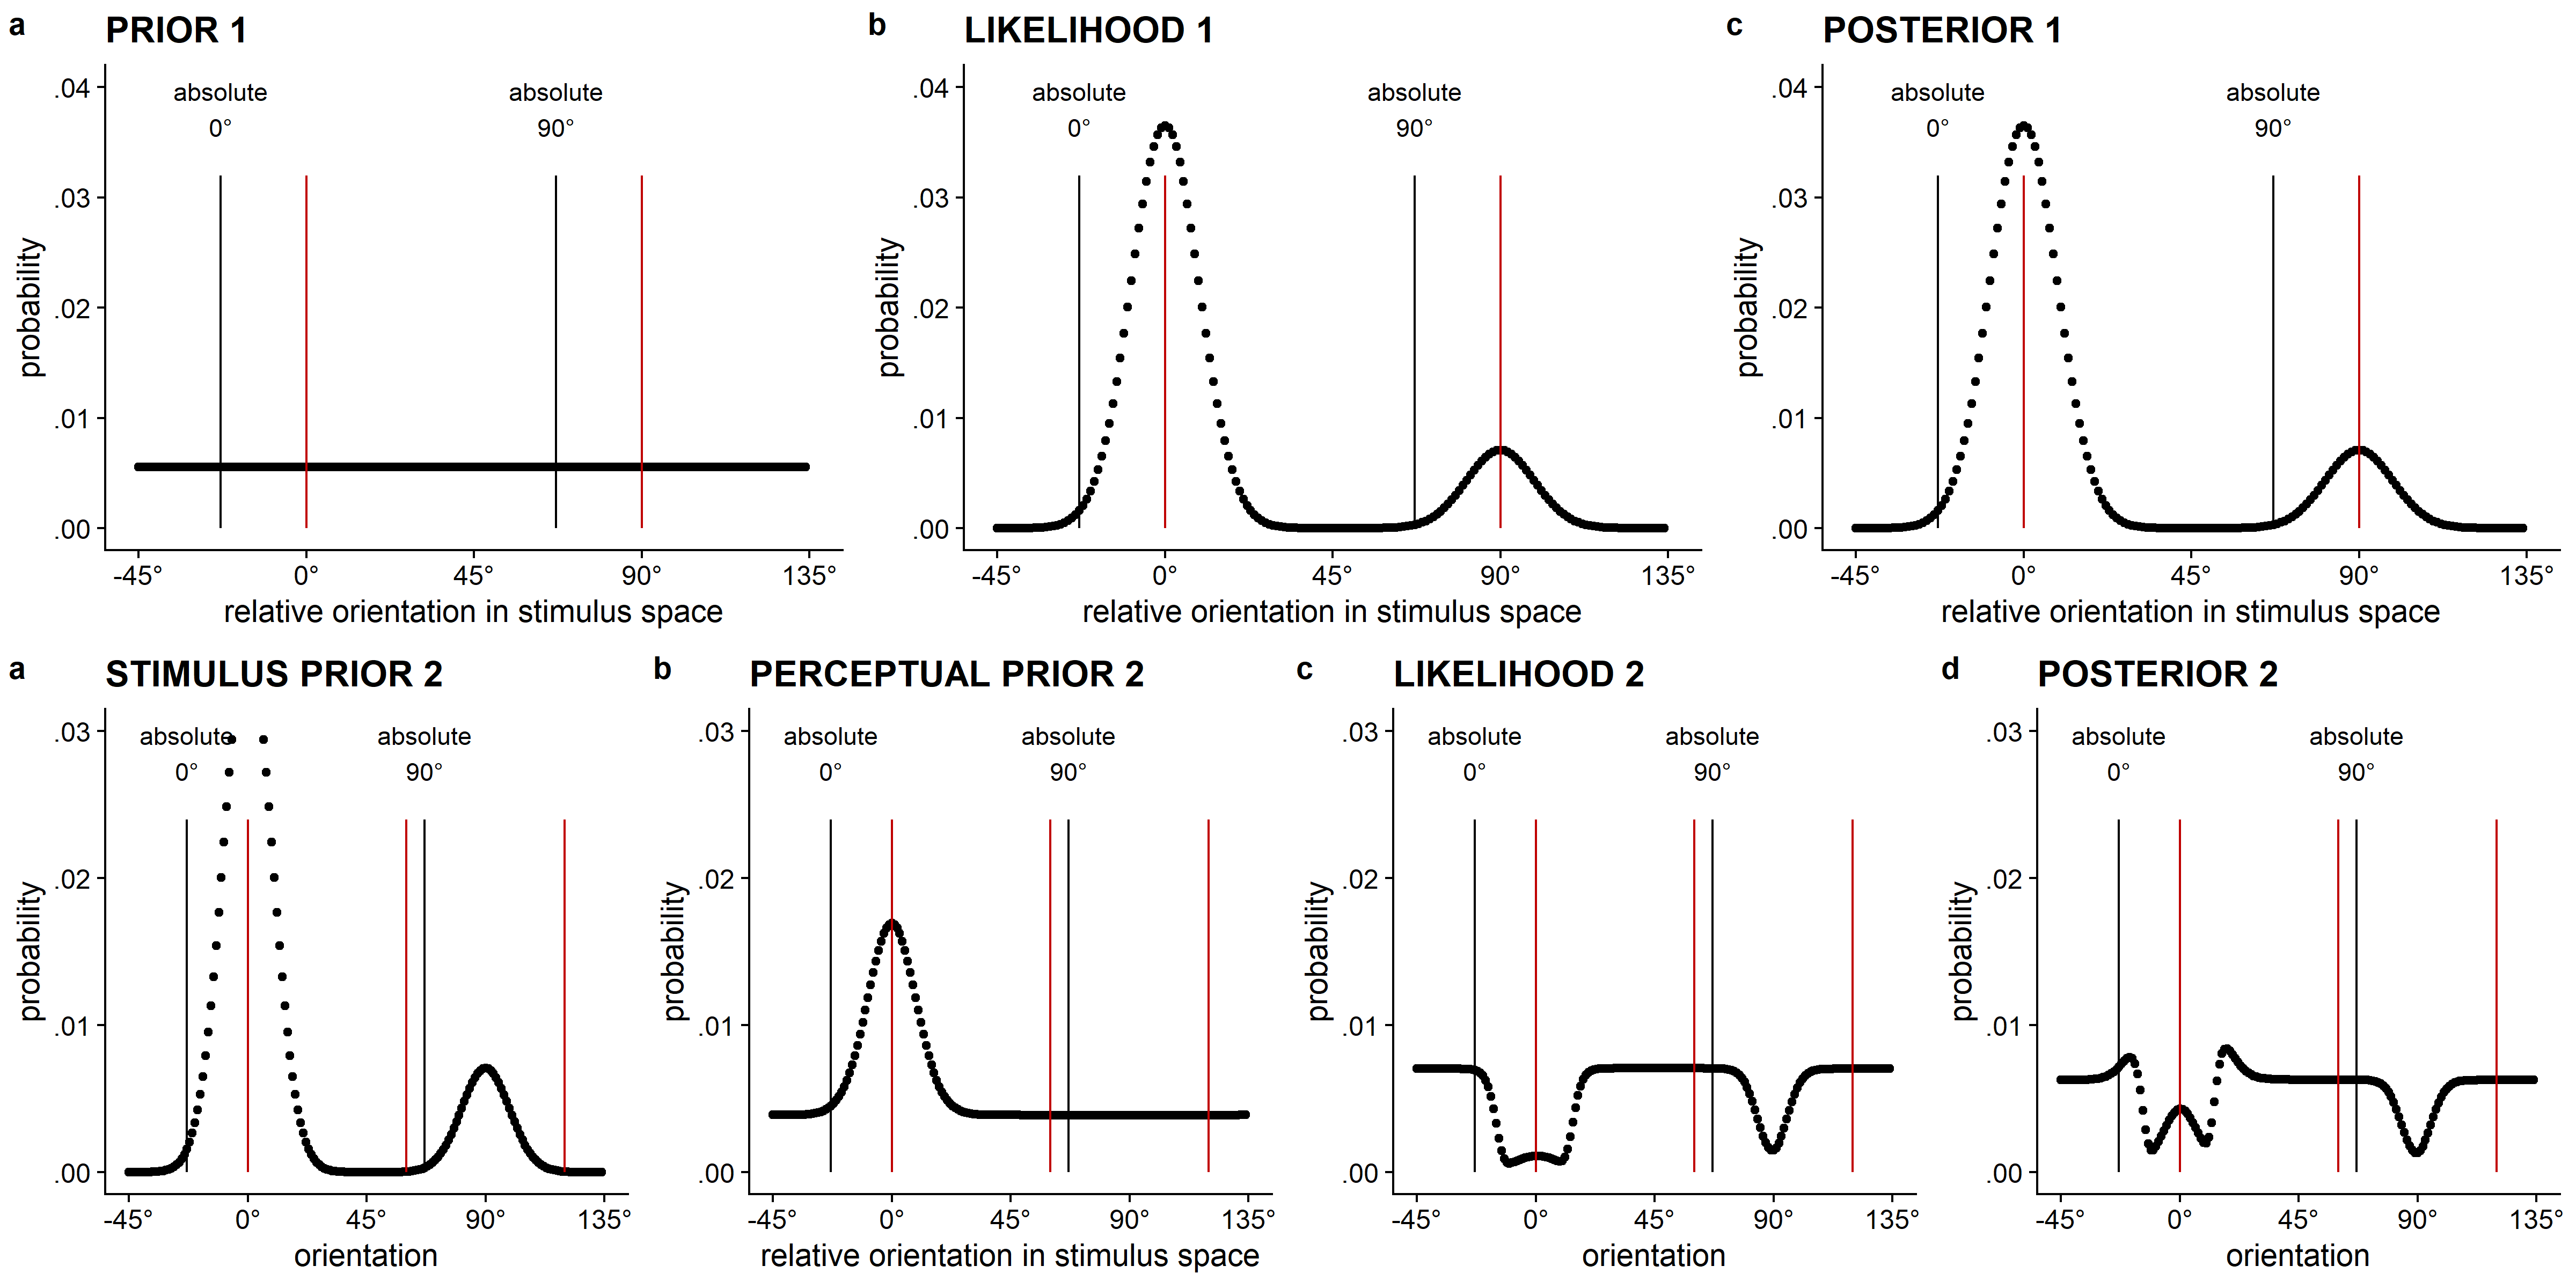 a PRIOR 1
absolute absolute
0° 90°
.04
.03
.02
.01
.00
probability
-45° 0° 45° 90° 135°
relative orientation in stimulus space
b LIKELIHOOD 1
absolute absolute
0° 90°
.04
.03
.02
.01
.00
probability
-45° 0° 45° 90° 135°
relative orientation in stimulus space
c POSTERIOR 1
absolute absolute
0° 90°
.04
.03
.02
.01
.00
probability
-45° 0° 45° 90° 135°
relative orientation in stimulus space
a STIMULUS PRIOR 2
absolute absolute
0° 90°
.03
.02
.01
.00
probability
-45° 0° 45° 90° 135°
orientation
b PERCEPTUAL PRIOR 2
absolute absolute
0° 90°
.03
.02
.01
.00
probability
-45° 0° 45° 90° 135°
relative orientation in stimulus space
c LIKELIHOOD 2
absolute absolute
0° 90°
.03
.02
.01
.00
probability
-45° 0° 45° 90° 135°
orientation
d POSTERIOR 2
absolute absolute
0° 90°
.03
.02
.01
.00
probability
-45° 0° 45° 90° 135°
orientation